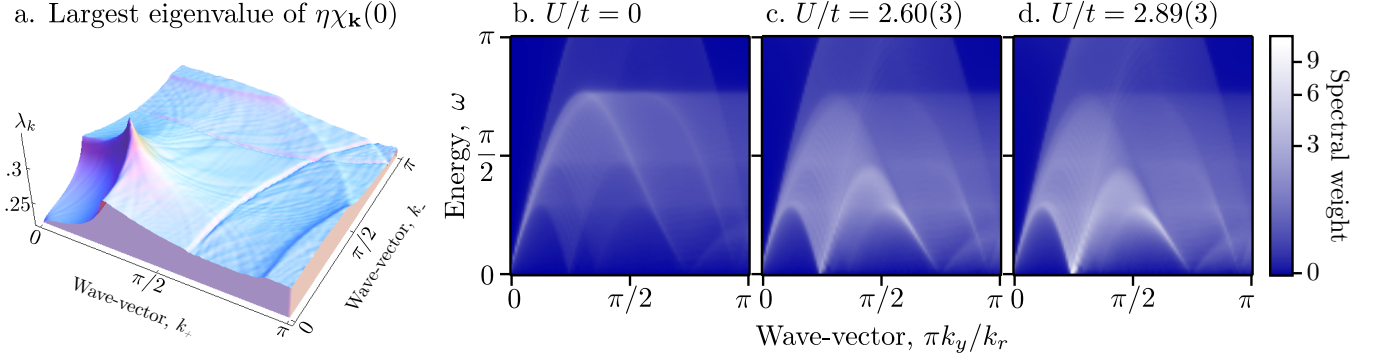 a. Largest eigenvalue of ηχ_𝐤(0)
λ_k
.3
.25
0
π/2
π
Wave-vector, k_+
0
π/2
π
Wave-vector, k_-
b. U/t = 0
c. U/t = 2.60(3)
d. U/t = 2.89(3)
Energy, ω
π
π/2
0
0
π/2
π
0
π/2
π
0
π/2
π
Wave-vector, πk_y/k_r
9
6
3
0
Spectral weight